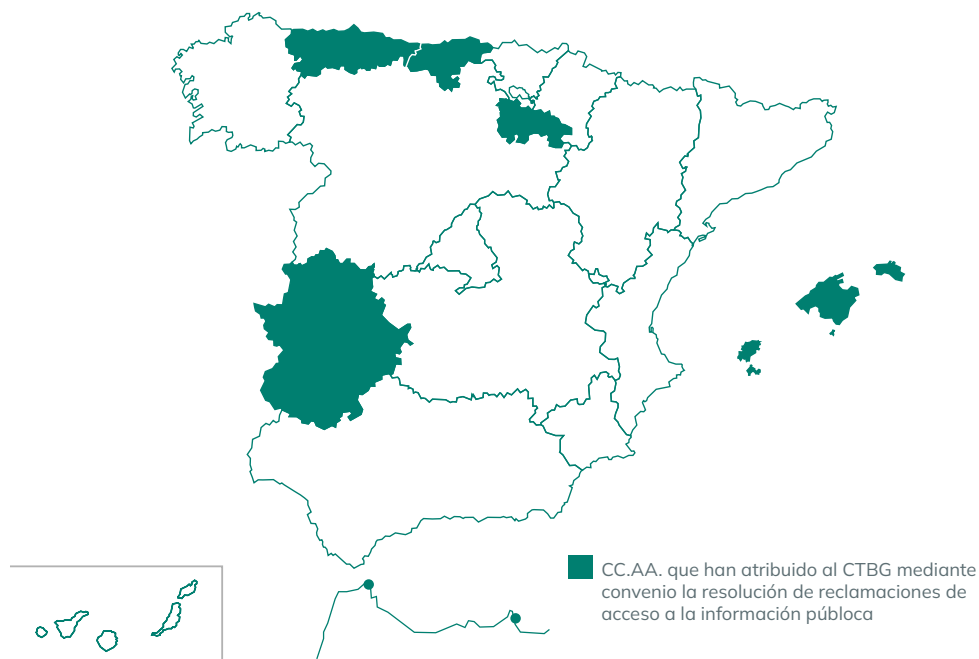 CC.AA. que han atribuido al CTBG mediante
convenio la resolución de reclamaciones de
acceso a la información públoca